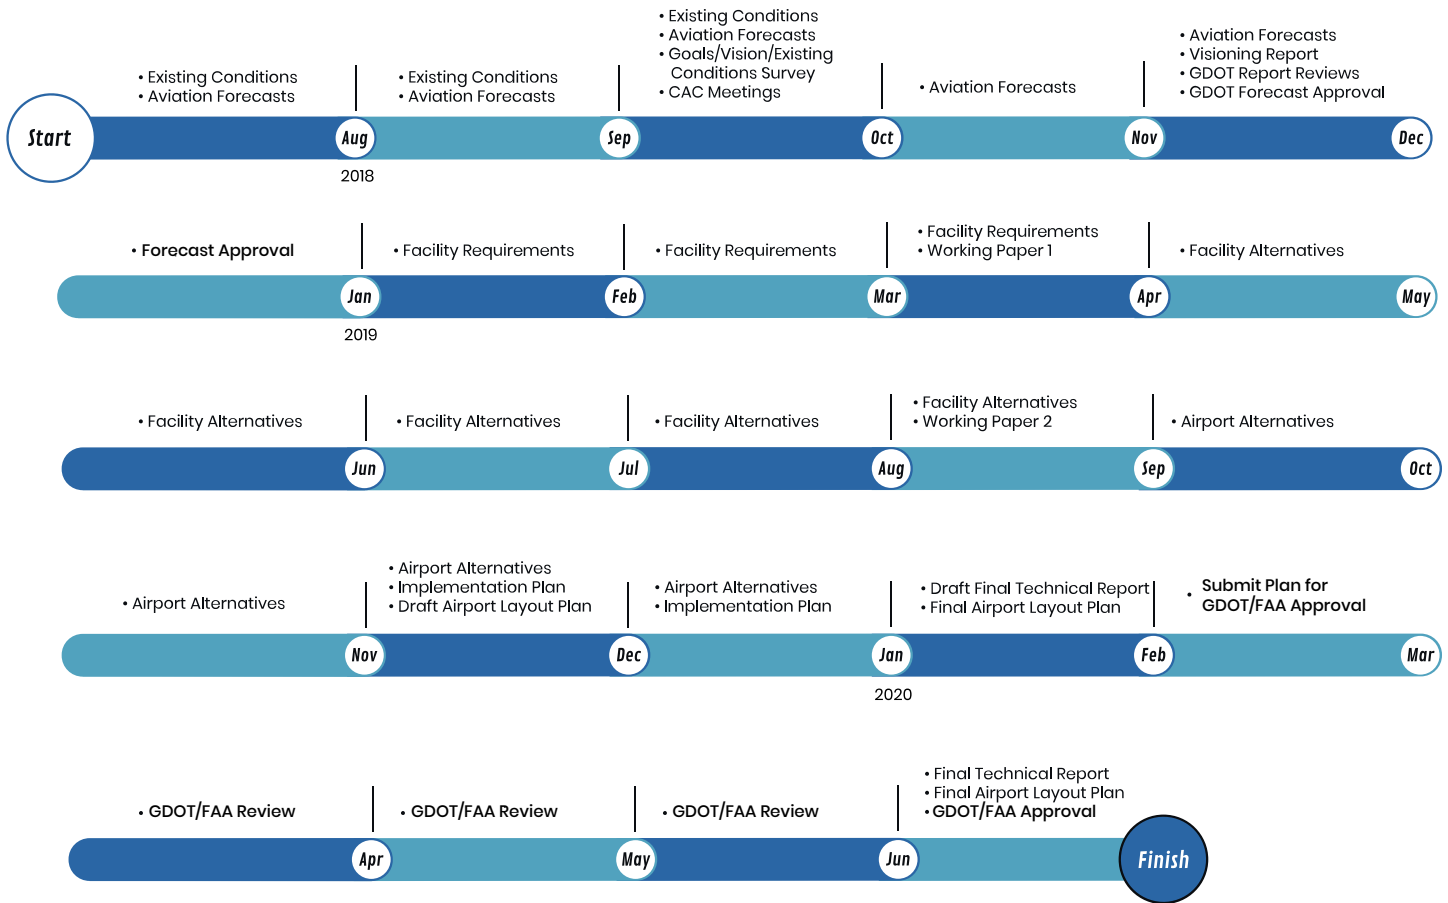 • Existing Conditions
• Aviation Forecasts
• Existing Conditions
• Aviation Forecasts
• Existing Conditions
• Aviation Forecasts
• Goals/Vision/Existing
Conditions Survey
• CAC Meetings
• Aviation Forecasts
• Aviation Forecasts
• Visioning Report
• GDOT Report Reviews
• GDOT Forecast Approval
Start
Aug
Sep
Oct
Nov
Dec
2018
• Forecast Approval
• Facility Requirements
• Facility Requirements
• Facility Requirements
• Working Paper 1
• Facility Alternatives
Jan
Feb
Mar
Apr
May
2019
• Facility Alternatives
• Facility Alternatives
• Facility Alternatives
• Facility Alternatives
• Working Paper 2
• Airport Alternatives
Jun
Jul
Aug
Sep
Oct
• Airport Alternatives
• Airport Alternatives
• Implementation Plan
• Draft Airport Layout Plan
• Airport Alternatives
• Implementation Plan
• Draft Final Technical Report
• Final Airport Layout Plan
• Submit Plan for
GDOT/FAA Approval
Nov
Dec
Jan
Feb
Mar
2020
• GDOT/FAA Review
• GDOT/FAA Review
• GDOT/FAA Review
• Final Technical Report
• Final Airport Layout Plan
• GDOT/FAA Approval
Apr
May
Jun
Finish